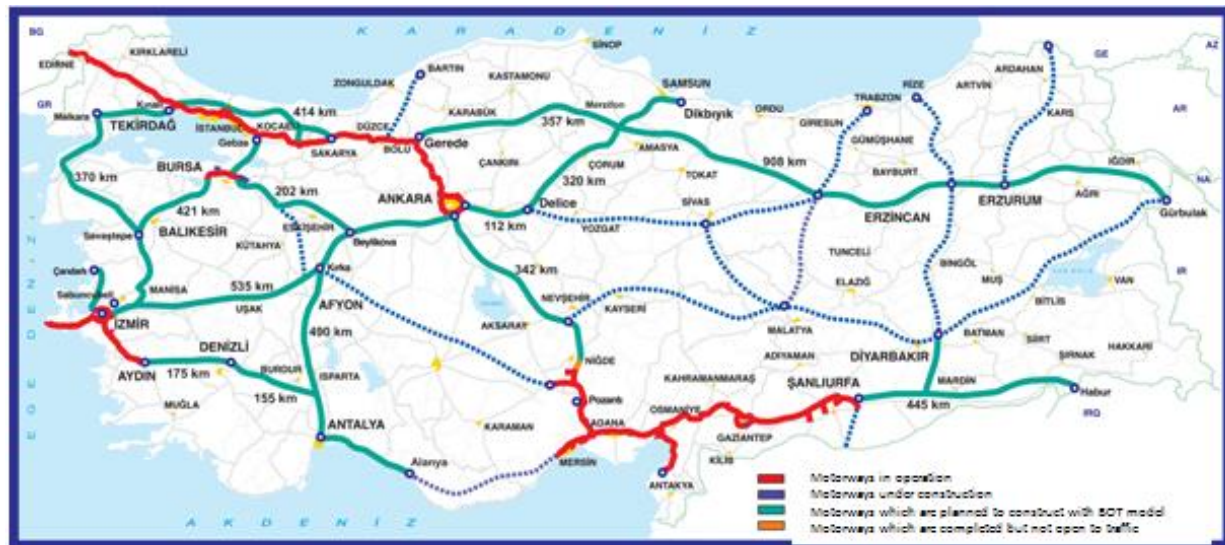 K A R A D E N İ Z
BG
KIRKLARELİ
EDİRNE
SİNOP
GE
AZ
BARTIN
ZONGULDAK
KASTAMONU
SAMSUN
ARDAHAN
RİZE
ARTVİN
GR
Malkara
Kınalı
TEKİRDAĞ
İSTANBUL
KOCAELİ
414 km
DÜZCE
KARABÜK
357 km
Merzifon
Dikbıyık
ORDU
TRABZON
GİRESUN
KARS
AR
Gebze
SAKARYA
BOLU
Gerede
GÜMÜŞHANE
BURSA
ÇANKIRI
ÇORUM
AMASYA
TOKAT
908 km
BAYBURT
IĞDIR
370 km
202 km
ANKARA
320 km
NA
421 km
Delice
SİVAS
ERZİNCAN
ERZURUM
AĞRI
Gürbulak
BALIKESİR
ESKİŞEHİR
112 km
YOZGAT
Savaştepe
KÜTAHYA
Beylikova
TUNCELİ
BİNGÖL
Çandarlı
Kırka
342 km
ELAZIĞ
MUŞ
VAN
IR
Sabuncubeli
MANİSA
535 km
NEVŞEHİR
KAYSERİ
BİTLİS
İZMİR
UŞAK
AFYON
AKSARAY
MALATYA
BATMAN
SİİRT
HAKKARİ
490 km
DİYARBAKIR
ŞIRNAK
DENİZLİ
NİĞDE
ADIYAMAN
AYDIN
175 km
BURDUR
ISPARTA
KAHRAMANMARAŞ
ŞANLIURFA
MARDİN
Habur
155 km
Pozantı
OSMANİYE
445 km
MUĞLA
ADANA
IRQ
ANTALYA
KARAMAN
GAZİANTEP
Alanya
MERSİN
KİLİS
ANTAKYA
Motorways in operation
Motorways under construction
Motorways which are planned to construct with BOT model
Motorways which are completed but not open to traffic
A K D E N İ Z